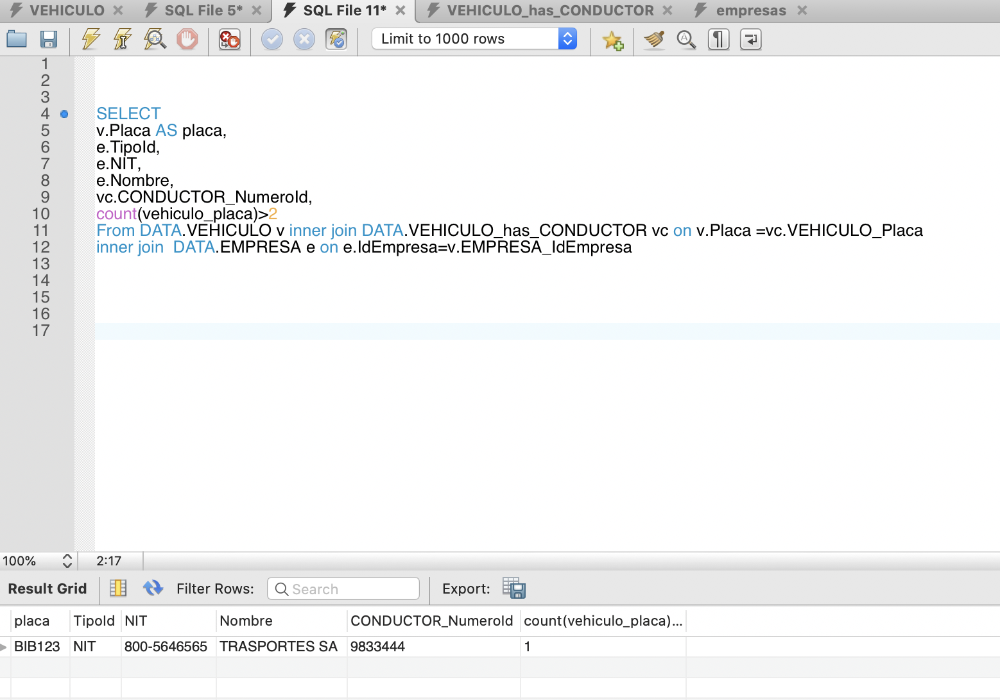 VEHICULO SQL File 5* SQL File 11* VEHICULO_has_CONDUCTOR empresas
Limit to 1000 rows
1
2
3
4 SELECT
5 v.Placa AS placa,
6 e.TipoId,
7 e.NIT,
8 e.Nombre,
9 vc.CONDUCTOR_NumeroId,
10 count(vehiculo_placa)>2
11 From DATA.VEHICULO v inner join DATA.VEHICULO_has_CONDUCTOR vc on v.Placa =vc.VEHICULO_Placa
12 inner join  DATA.EMPRESA e on e.IdEmpresa=v.EMPRESA_IdEmpresa
13
14
15
16
17
100% 2:17
Result Grid Filter Rows: Search Export:
placa TipoId NIT Nombre CONDUCTOR_NumeroId count(vehiculo_placa)...
BIB123 NIT 800-5646565 TRASPORTES SA 9833444 1